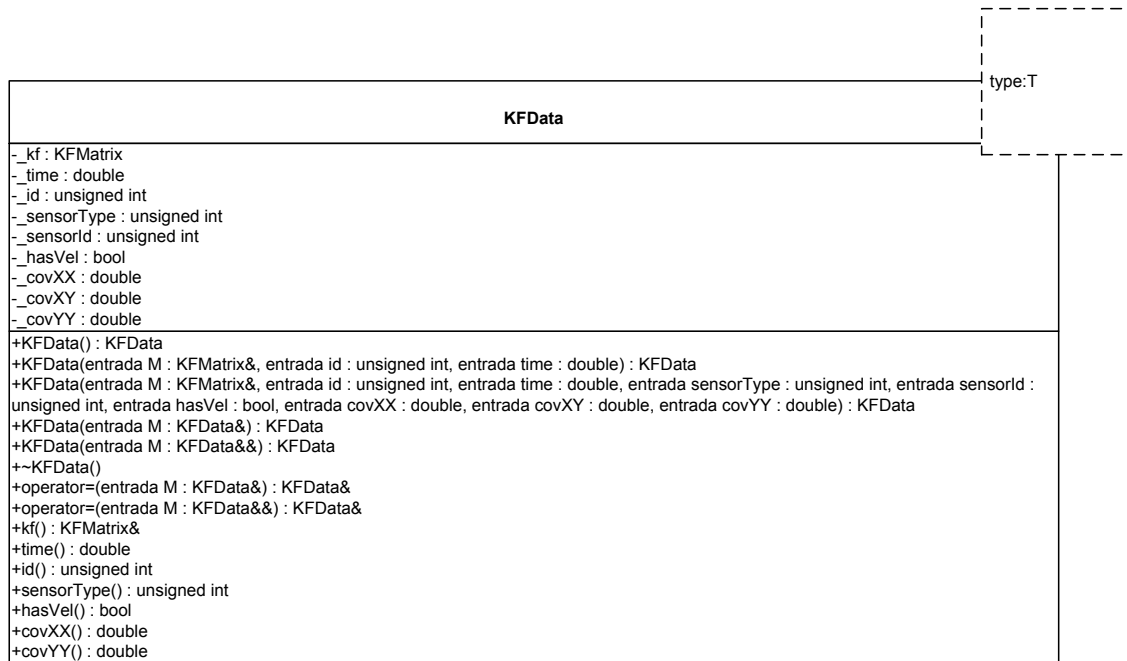 type:T
KFData
-_kf : KFMatrix
-_time : double
-_id : unsigned int
-_sensorType : unsigned int
-_sensorId : unsigned int
-_hasVel : bool
-_covXX : double
-_covXY : double
-_covYY : double
+KFData() : KFData
+KFData(entrada M : KFMatrix&, entrada id : unsigned int, entrada time : double) : KFData
+KFData(entrada M : KFMatrix&, entrada id : unsigned int, entrada time : double, entrada sensorType : unsigned int, entrada sensorId :
unsigned int, entrada hasVel : bool, entrada covXX : double, entrada covXY : double, entrada covYY : double) : KFData
+KFData(entrada M : KFData&) : KFData
+KFData(entrada M : KFData&&) : KFData
+~KFData()
+operator=(entrada M : KFData&) : KFData&
+operator=(entrada M : KFData&&) : KFData&
+kf() : KFMatrix&
+time() : double
+id() : unsigned int
+sensorType() : unsigned int
+hasVel() : bool
+covXX() : double
+covYY() : double